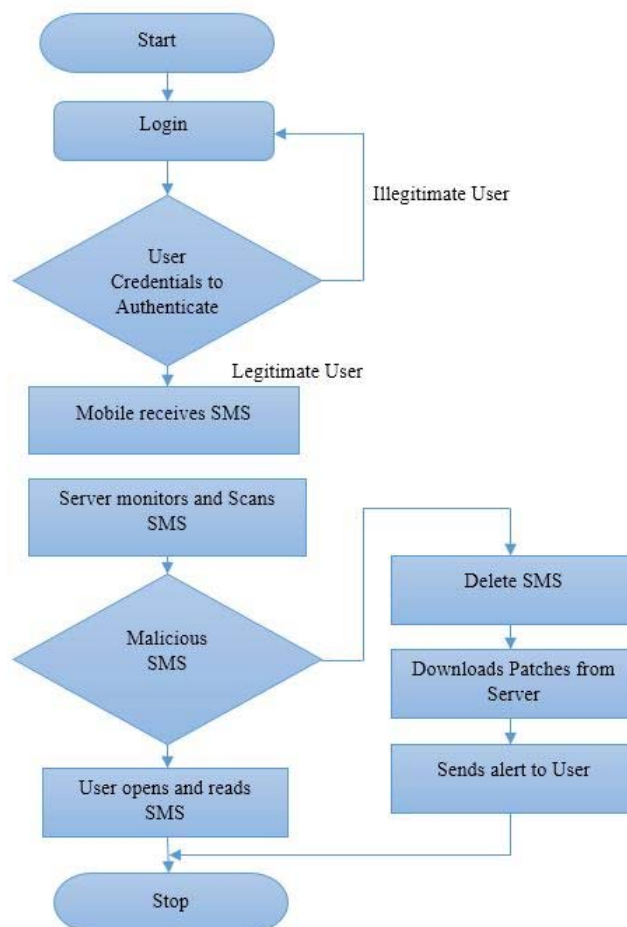 Start
Login
Illegitimate User
User
Credentials to
Authenticate
Legitimate User
Mobile receives SMS
Server monitors and Scans
SMS
Delete SMS
Malicious
SMS
Downloads Patches from
Server
Sends alert to User
User opens and reads
SMS
Stop